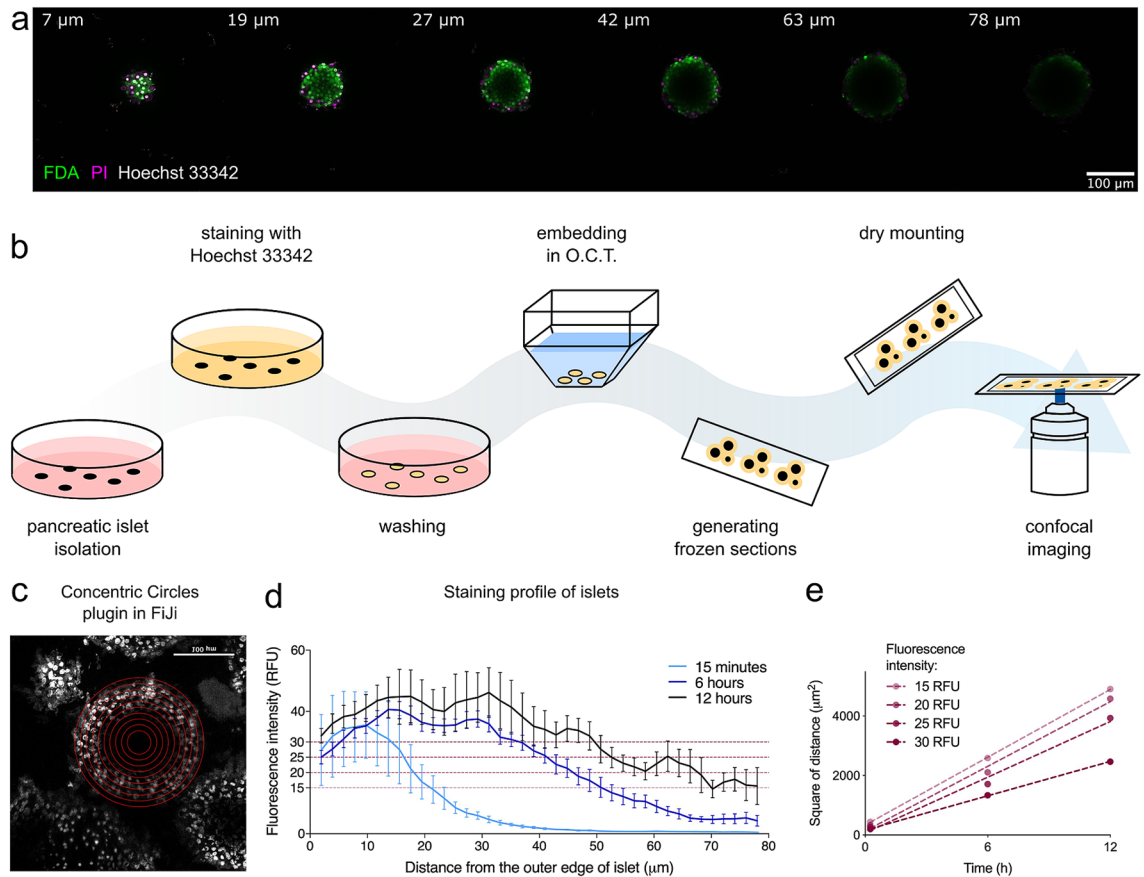 a
7 µm 19 µm 27 µm 42 µm 63 µm 78 µm
FDA PI Hoechst 33342
100 µm
b
staining with
Hoechst 33342
embedding
in O.C.T.
dry mounting
pancreatic islet
isolation
washing
generating
frozen sections
confocal
imaging
c
Concentric Circles
plugin in FiJi
100 µm
d
Staining profile of islets
Fluorescence intensity (RFU)
60
40
30
25
20
15
0
15 minutes
6 hours
12 hours
0 10 20 30 40 50 60 70 80
Distance from the outer edge of islet (µm)
e
Fluorescence
intensity:
15 RFU
20 RFU
25 RFU
30 RFU
Square of distance (µm²)
4000
2000
0
0 6 12
Time (h)